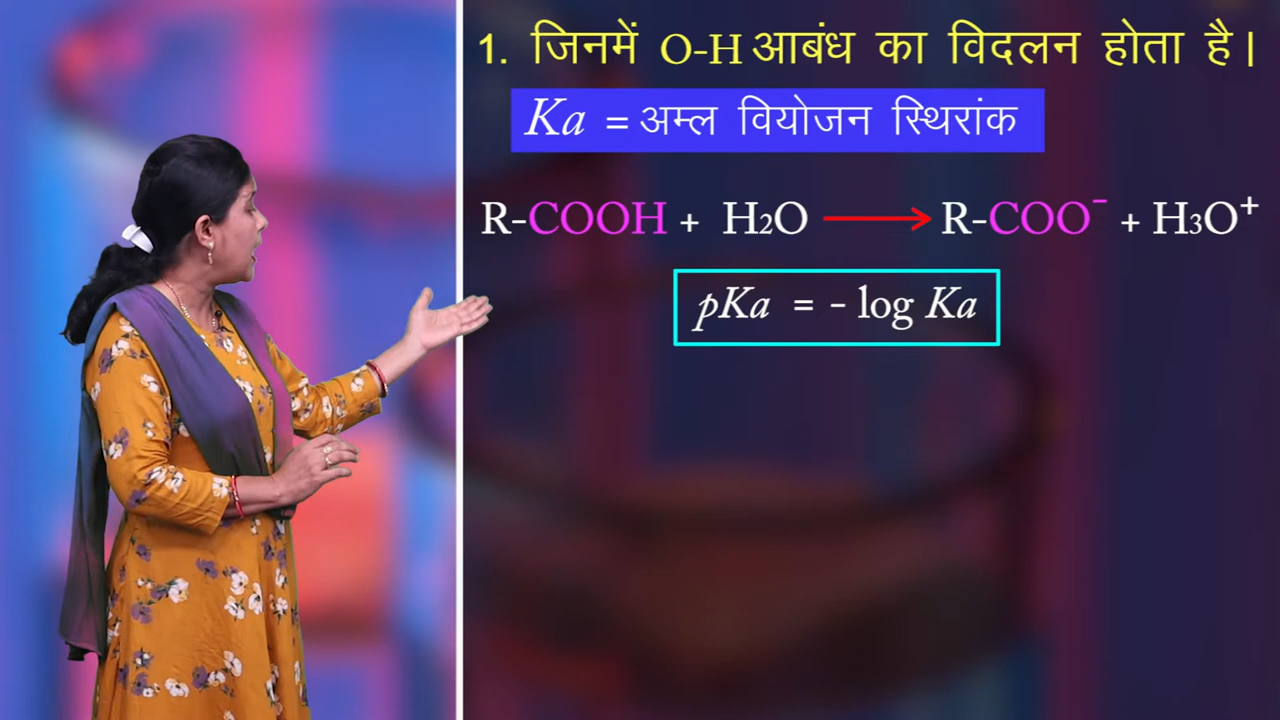 1. जिनमें O-H आबंध का विदलन होता है।
Ka = अम्ल वियोजन स्थिरांक
R-COOH + H₂O ⟶ R-COO⁻ + H₃O⁺
pKa = - log Ka